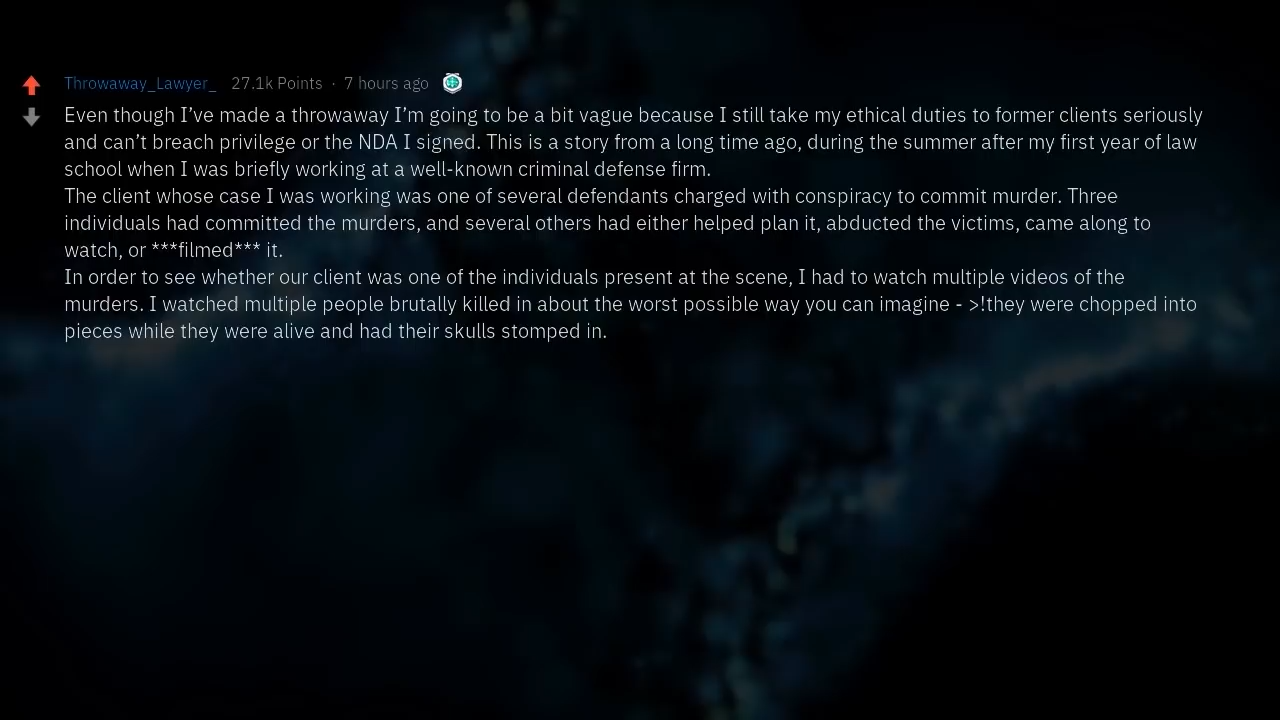 Throwaway_Lawyer_ 27.1k Points · 7 hours ago
Even though I’ve made a throwaway I’m going to be a bit vague because I still take my ethical duties to former clients seriously
and can’t breach privilege or the NDA I signed. This is a story from a long time ago, during the summer after my first year of law
school when I was briefly working at a well-known criminal defense firm.
The client whose case I was working was one of several defendants charged with conspiracy to commit murder. Three
individuals had committed the murders, and several others had either helped plan it, abducted the victims, came along to
watch, or ***filmed*** it.
In order to see whether our client was one of the individuals present at the scene, I had to watch multiple videos of the
murders. I watched multiple people brutally killed in about the worst possible way you can imagine - >!they were chopped into
pieces while they were alive and had their skulls stomped in.